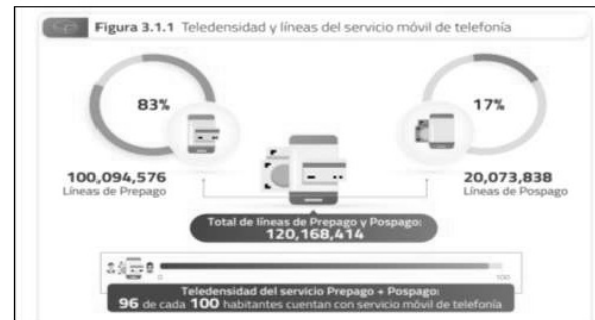 Figura 3.1.1 Teledensidad y líneas del servicio móvil de telefonía
83%
17%
100,094,576
Líneas de Prepago
20,073,838
Líneas de Pospago
Total de líneas de Prepago y Pospago:
120,168,414
0
100
Teledensidad del servicio Prepago + Pospago:
96 de cada 100 habitantes cuentan con servicio móvil de telefonía